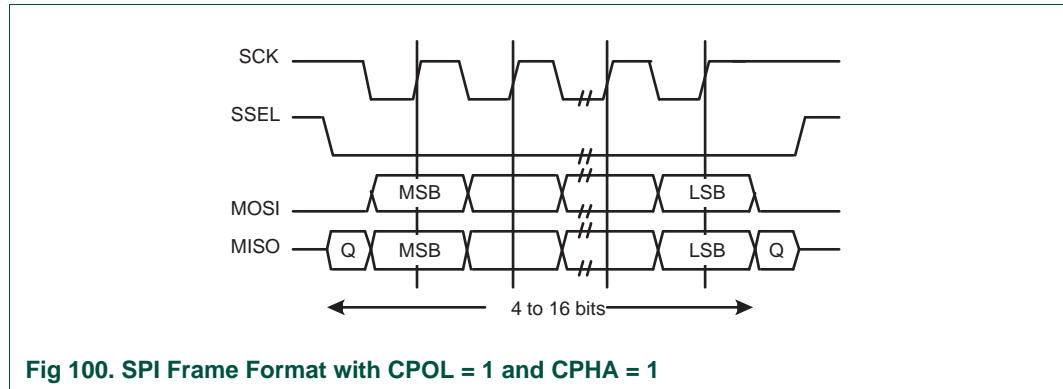 SCK
SSEL
MSB LSB
MOSI
MISO Q MSB LSB Q
4 to 16 bits
Fig 100. SPI Frame Format with CPOL = 1 and CPHA = 1